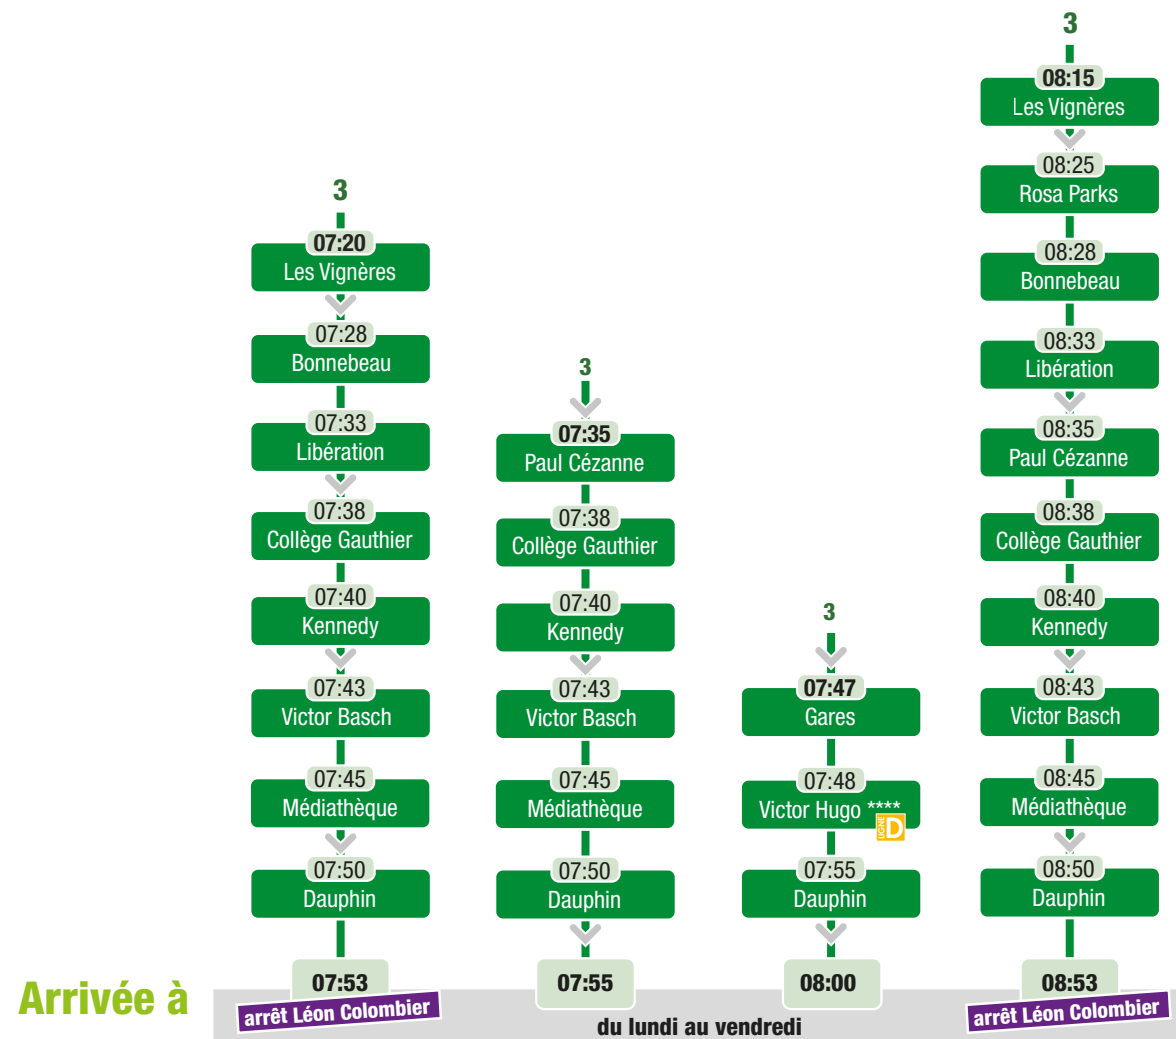 3
07:20
Les Vignères
07:28
Bonnebeau
07:33
Libération
07:38
Collège Gauthier
07:40
Kennedy
07:43
Victor Basch
07:45
Médiathèque
07:50
Dauphin
07:53
arrêt Léon Colombier
3
07:35
Paul Cézanne
07:38
Collège Gauthier
07:40
Kennedy
07:43
Victor Basch
07:45
Médiathèque
07:50
Dauphin
07:55
3
07:47
Gares
07:48
Victor Hugo ****
LIGNE D
07:55
Dauphin
08:00
3
08:15
Les Vignères
08:25
Rosa Parks
08:28
Bonnebeau
08:33
Libération
08:35
Paul Cézanne
08:38
Collège Gauthier
08:40
Kennedy
08:43
Victor Basch
08:45
Médiathèque
08:50
Dauphin
08:53
arrêt Léon Colombier
Arrivée à
du lundi au vendredi